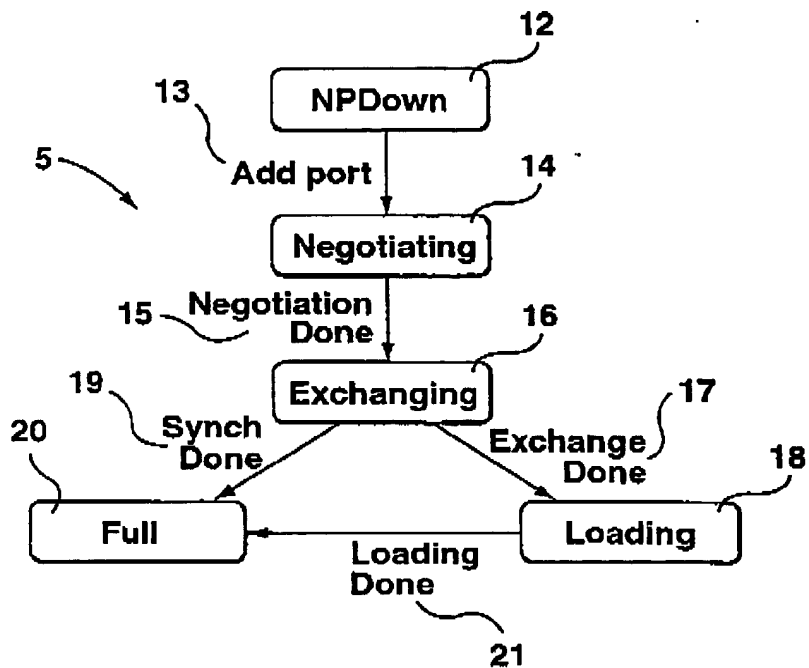 12
NPDown
13
Add port
5
14
Negotiating
Negotiation
Done
15
16
Exchanging
19
Synch
Done
17
Exchange
Done
20
18
Full
Loading
Loading
Done
21